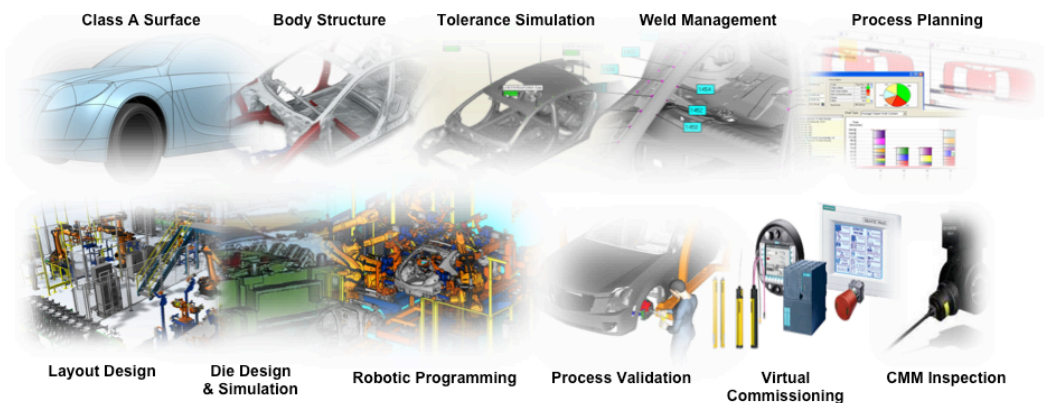 Class A Surface
Body Structure
Tolerance Simulation
Weld Management
Process Planning
Layout Design
Die Design
& Simulation
Robotic Programming
Process Validation
Virtual
Commissioning
CMM Inspection